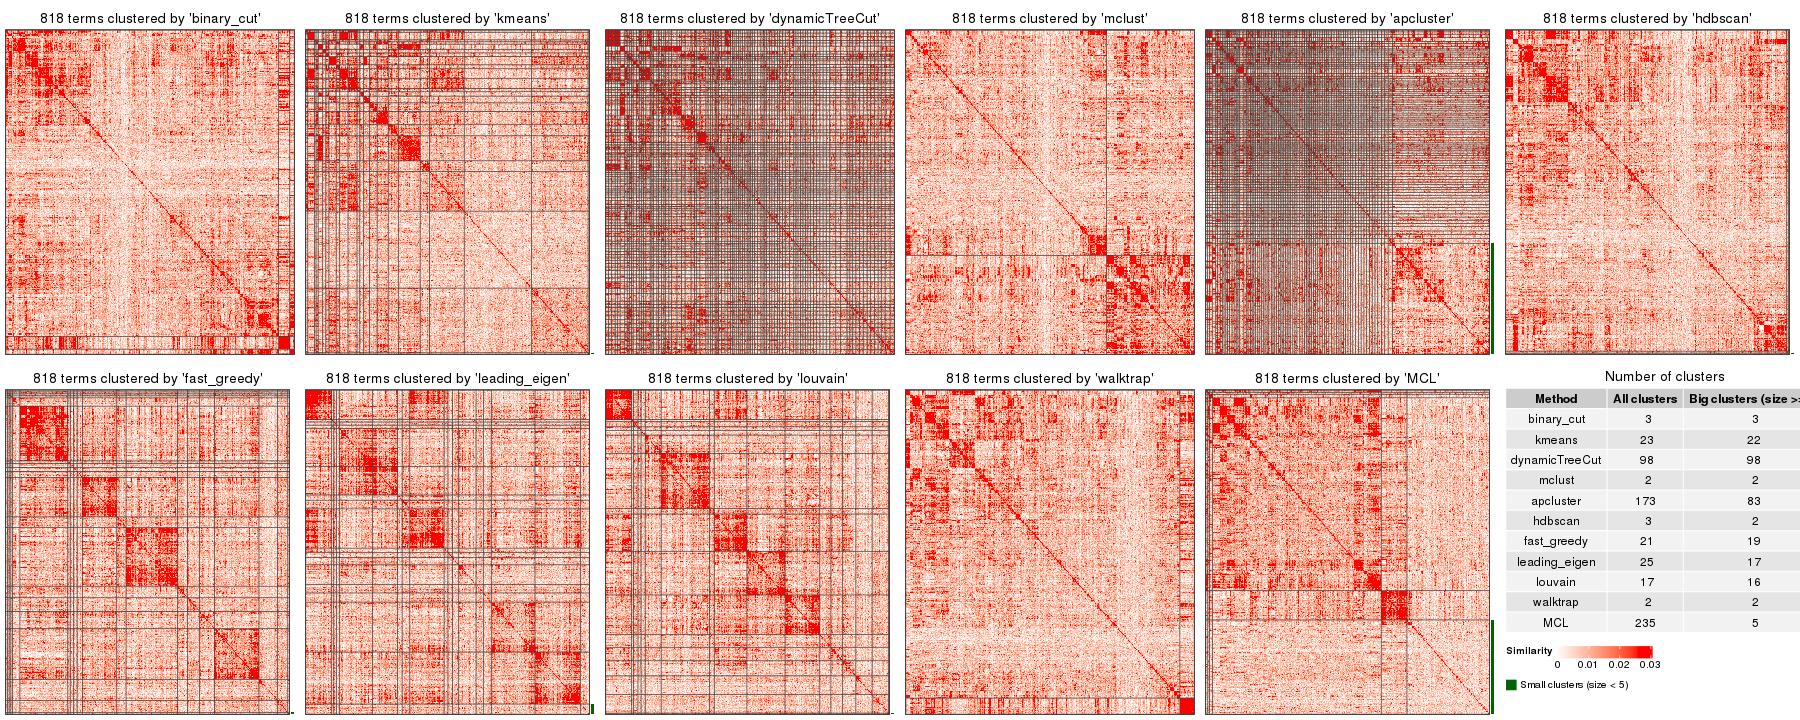 818 terms clustered by 'binary_cut'
818 terms clustered by 'kmeans'
818 terms clustered by 'dynamicTreeCut'
818 terms clustered by 'mclust'
818 terms clustered by 'apcluster'
818 terms clustered by 'hdbscan'
818 terms clustered by 'fast_greedy'
818 terms clustered by 'leading_eigen'
818 terms clustered by 'louvain'
818 terms clustered by 'walktrap'
818 terms clustered by 'MCL'
Number of clusters
Method All clusters Big clusters (size >
binary_cut 3 3
kmeans 23 22
dynamicTreeCut 98 98
mclust 2 2
apcluster 173 83
hdbscan 3 2
fast_greedy 21 19
leading_eigen 25 17
louvain 17 16
walktrap 2 2
MCL 235 5
Similarity
0 0.01 0.02 0.03
Small clusters (size < 5)